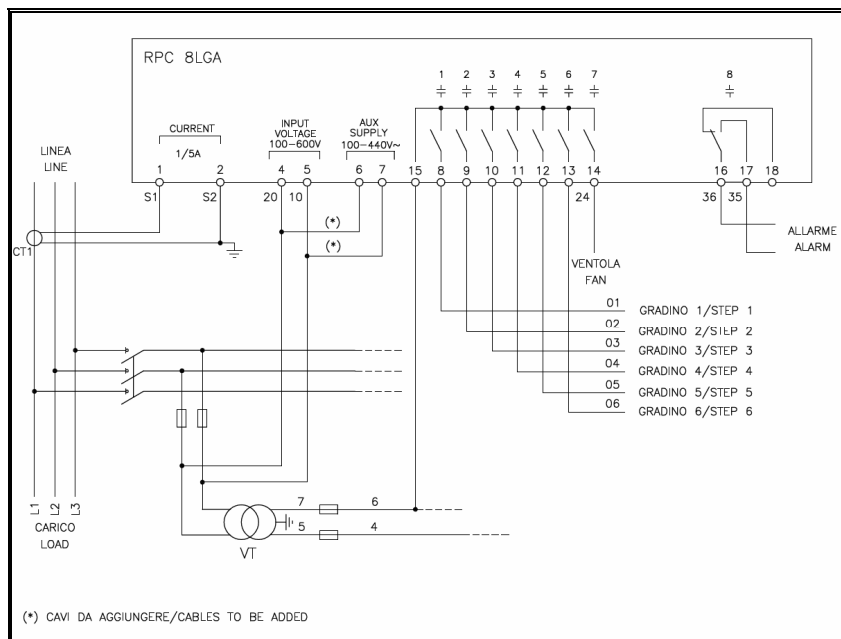 RPC 8LGA
1 2 3 4 5 6 7 8
CURRENT
1/5A
INPUT
VOLTAGE
100-600V
AUX
SUPPLY
100-440V~
LINEA
LINE
1 2 4 5 6 7 15 8 9 10 11 12 13 14 16 17 18
S1 S2 20 10 24 36 35
CT1
(*)
(*)
ALLARME
ALARM
VENTOLA
FAN
01 GRADINO 1/STEP 1
02 GRADINO 2/STEP 2
03 GRADINO 3/STEP 3
04 GRADINO 4/STEP 4
05 GRADINO 5/STEP 5
06 GRADINO 6/STEP 6
L1 L2 L3
CARICO
LOAD
7 6
5 4
VT
(*) CAVI DA AGGIUNGERE/CABLES TO BE ADDED